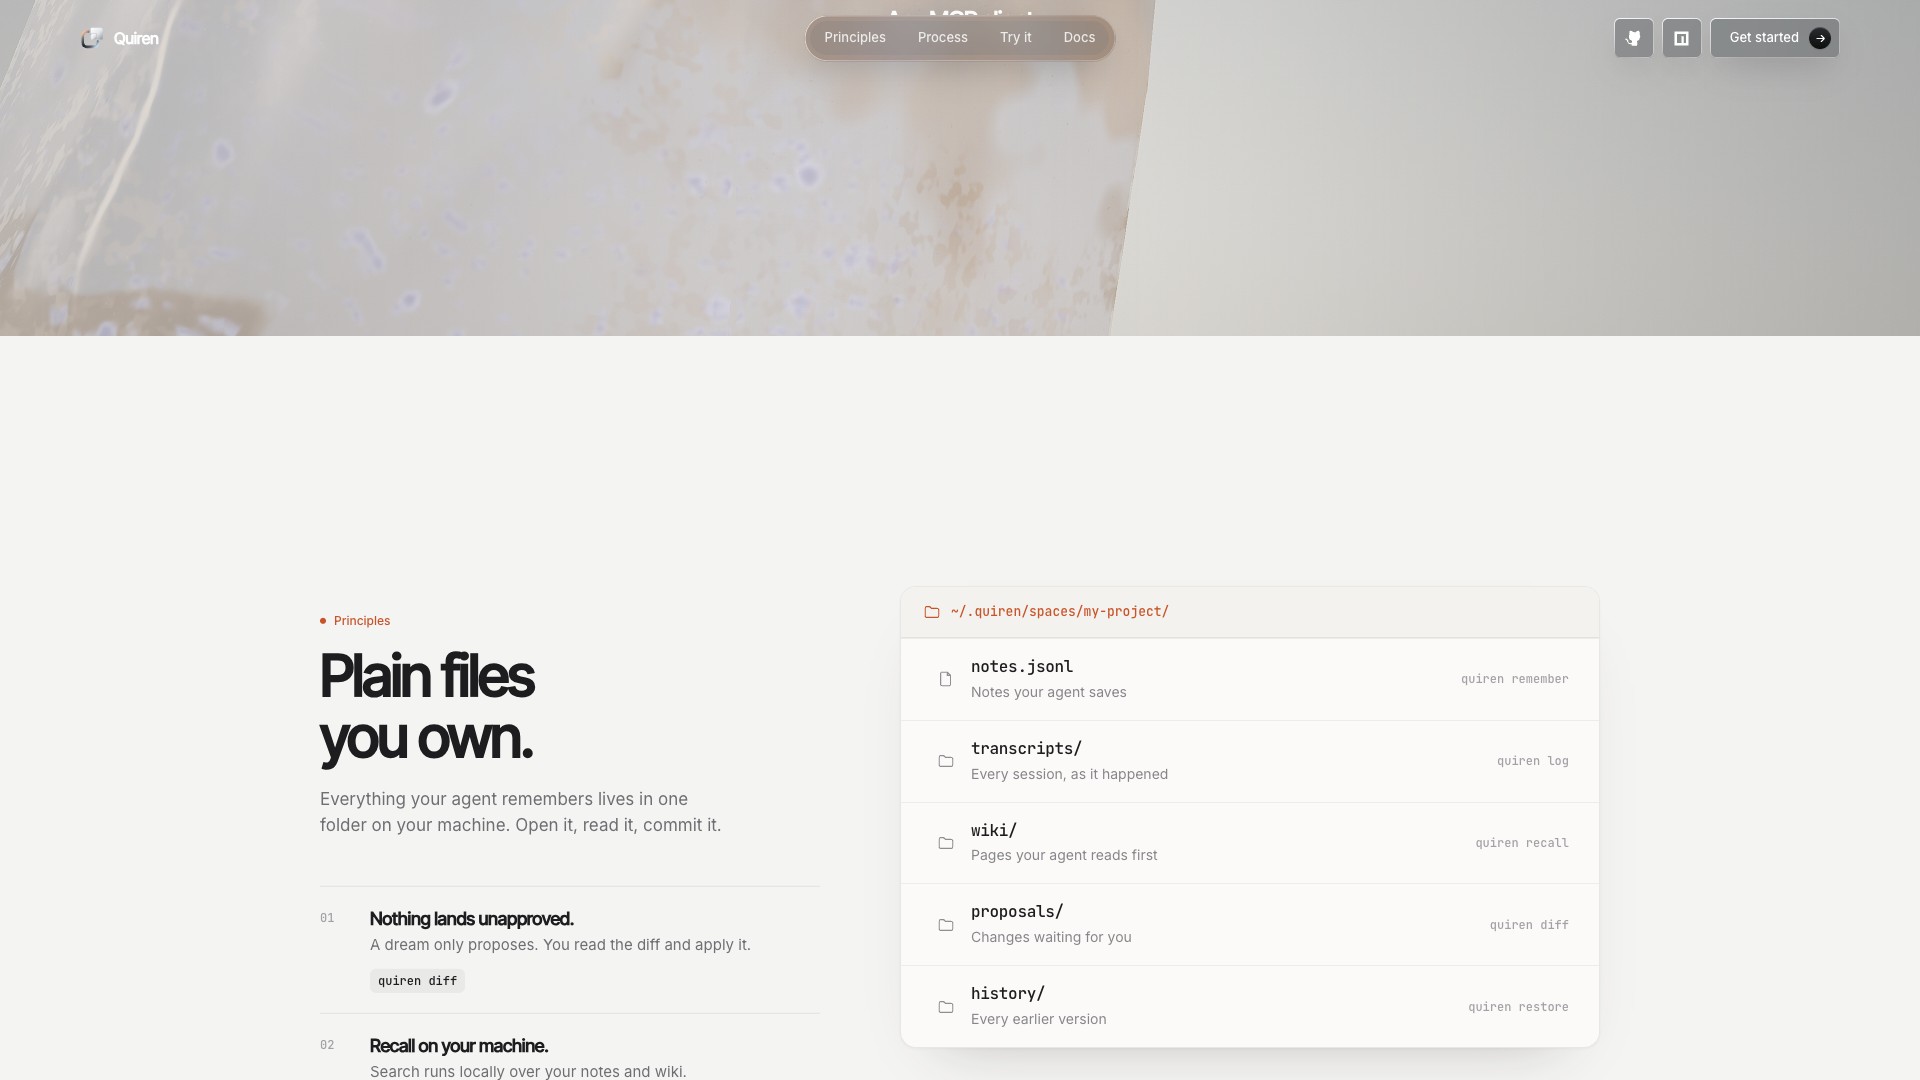 Quiren
Principles
Process
Try it
Docs
Get started
Principles
Plain files
you own.
Everything your agent remembers lives in one
folder on your machine. Open it, read it, commit it.
01
Nothing lands unapproved.
A dream only proposes. You read the diff and apply it.
quiren diff
02
Recall on your machine.
Search runs locally over your notes and wiki.
~/.quiren/spaces/my-project/
notes.jsonl
Notes your agent saves
quiren remember
transcripts/
Every session, as it happened
quiren log
wiki/
Pages your agent reads first
quiren recall
proposals/
Changes waiting for you
quiren diff
history/
Every earlier version
quiren restore